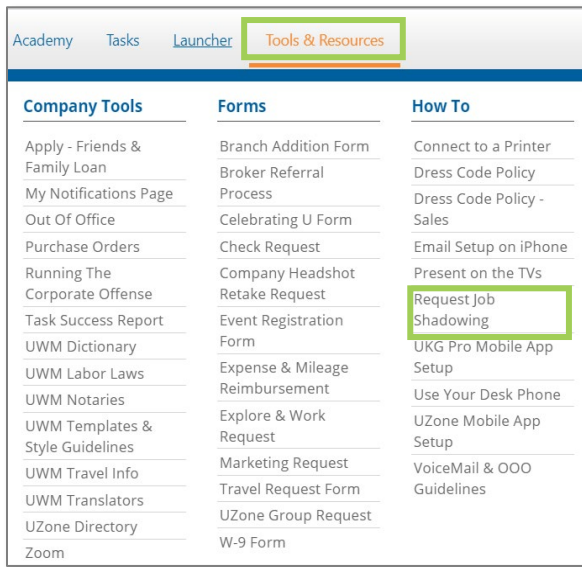 Academy Tasks Launcher Tools & Resources
Company Tools
Apply - Friends &
Family Loan
My Notifications Page
Out Of Office
Purchase Orders
Running The
Corporate Offense
Task Success Report
UWM Dictionary
UWM Labor Laws
UWM Notaries
UWM Templates &
Style Guidelines
UWM Travel Info
UWM Translators
UZone Directory
Zoom
Forms
Branch Addition Form
Broker Referral
Process
Celebrating U Form
Check Request
Company Headshot
Retake Request
Event Registration
Form
Expense & Mileage
Reimbursement
Explore & Work
Request
Marketing Request
Travel Request Form
UZone Group Request
W-9 Form
How To
Connect to a Printer
Dress Code Policy
Dress Code Policy -
Sales
Email Setup on iPhone
Present on the TVs
Request Job
Shadowing
UKG Pro Mobile App
Setup
Use Your Desk Phone
UZone Mobile App
Setup
VoiceMail & OOO
Guidelines